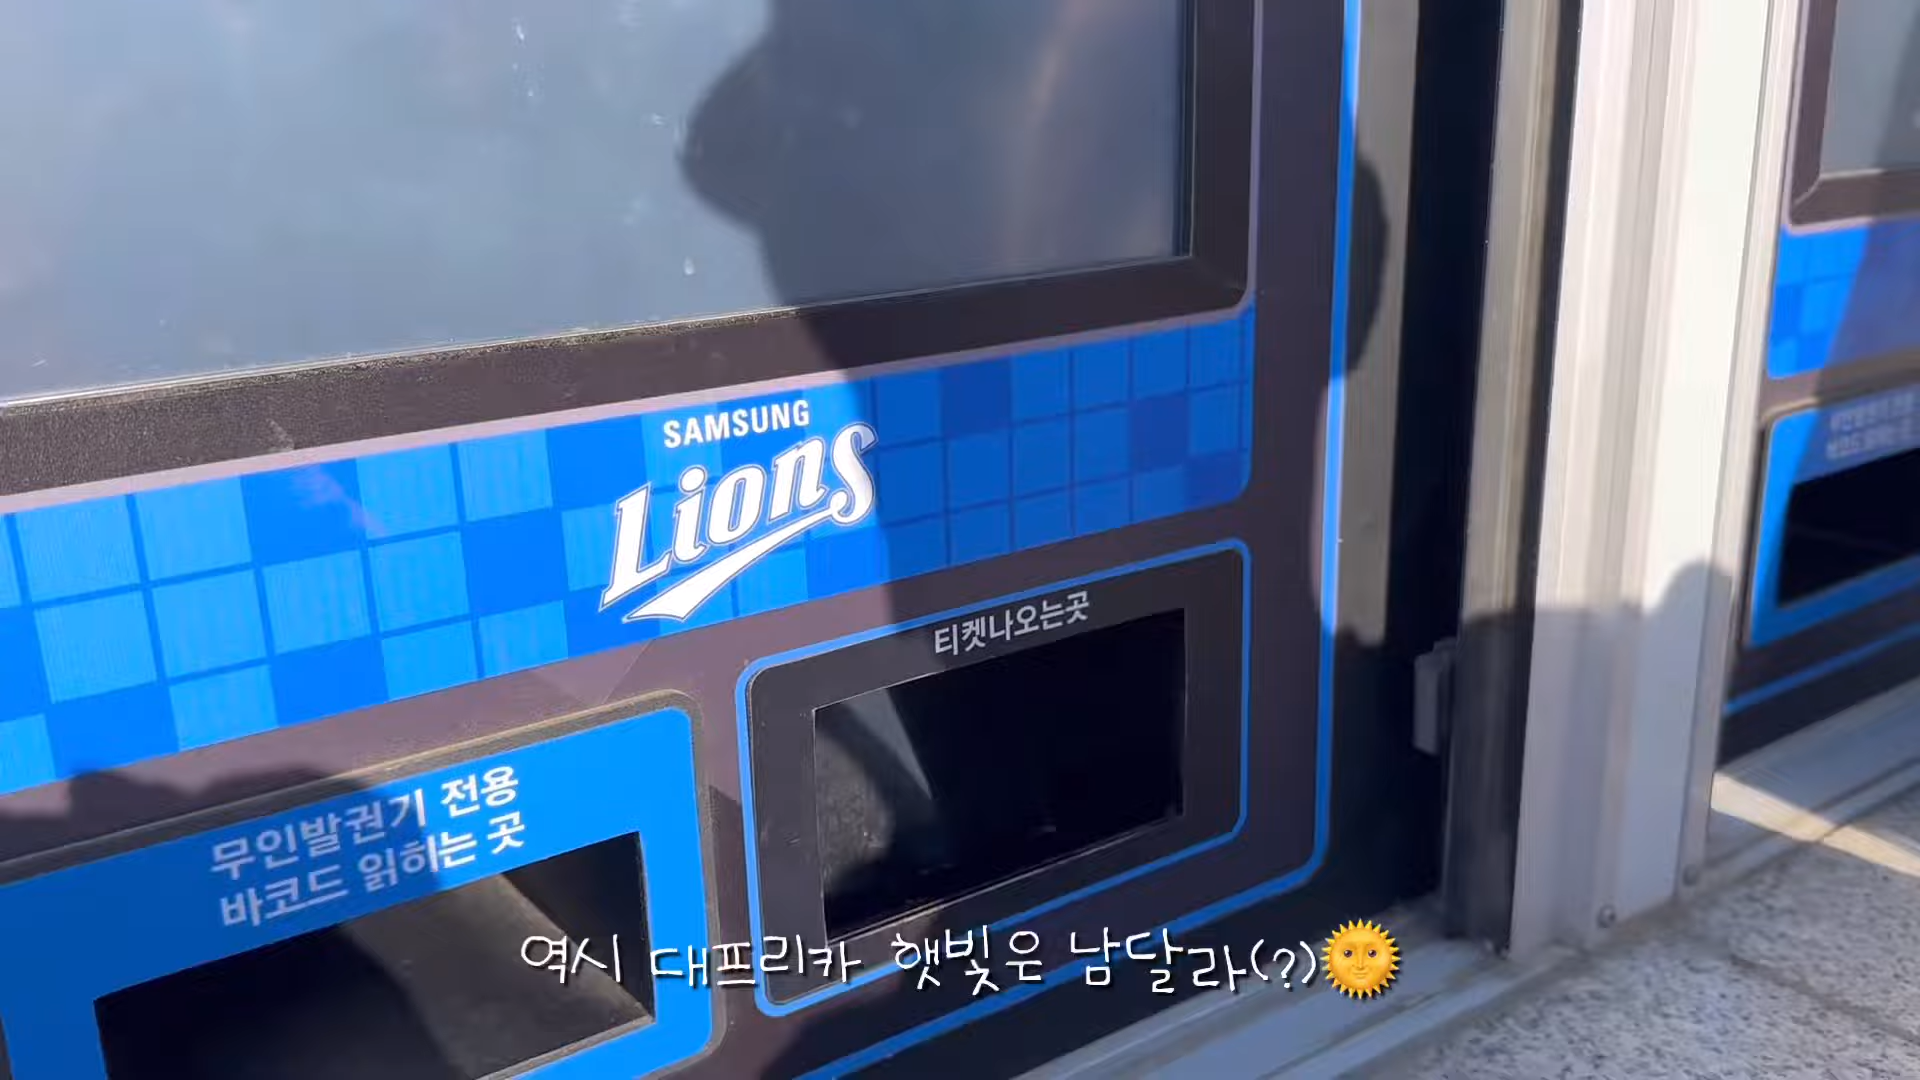 SAMSUNG
Lions
티켓나오는곳
무인발권기 전용
바코드 읽히는 곳
역시 대프리카 햇빛은 남달라(?)🌞